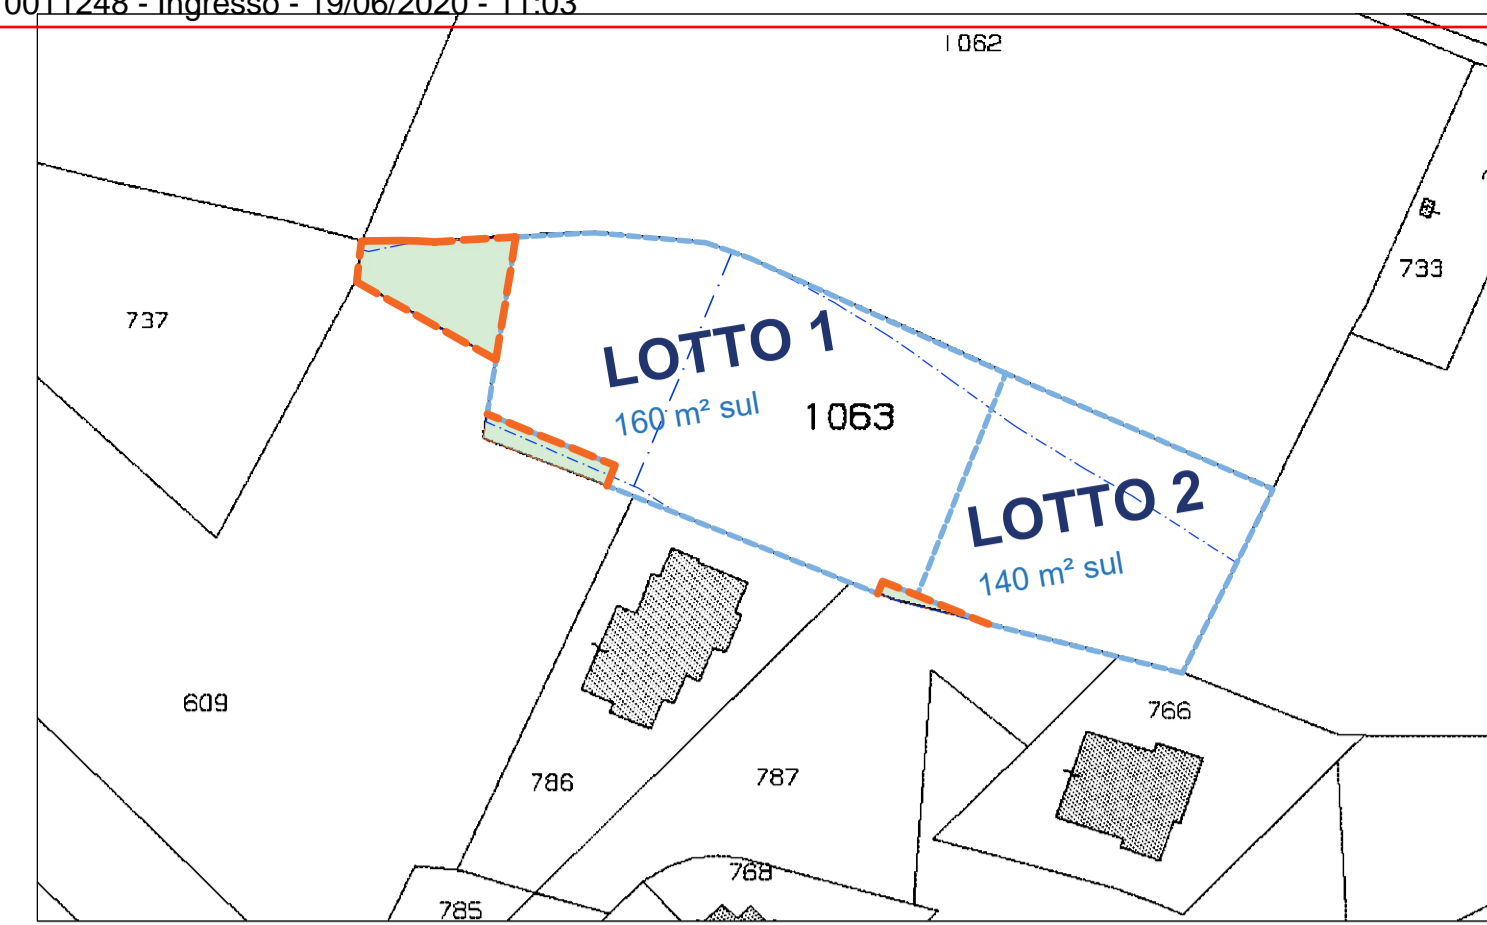 0011248 - Ingresso - 19/06/2020 - 11:03
1062
733
737
LOTTO 1
160 m² sul
1063
LOTTO 2
140 m² sul
609
766
786
787
768
785